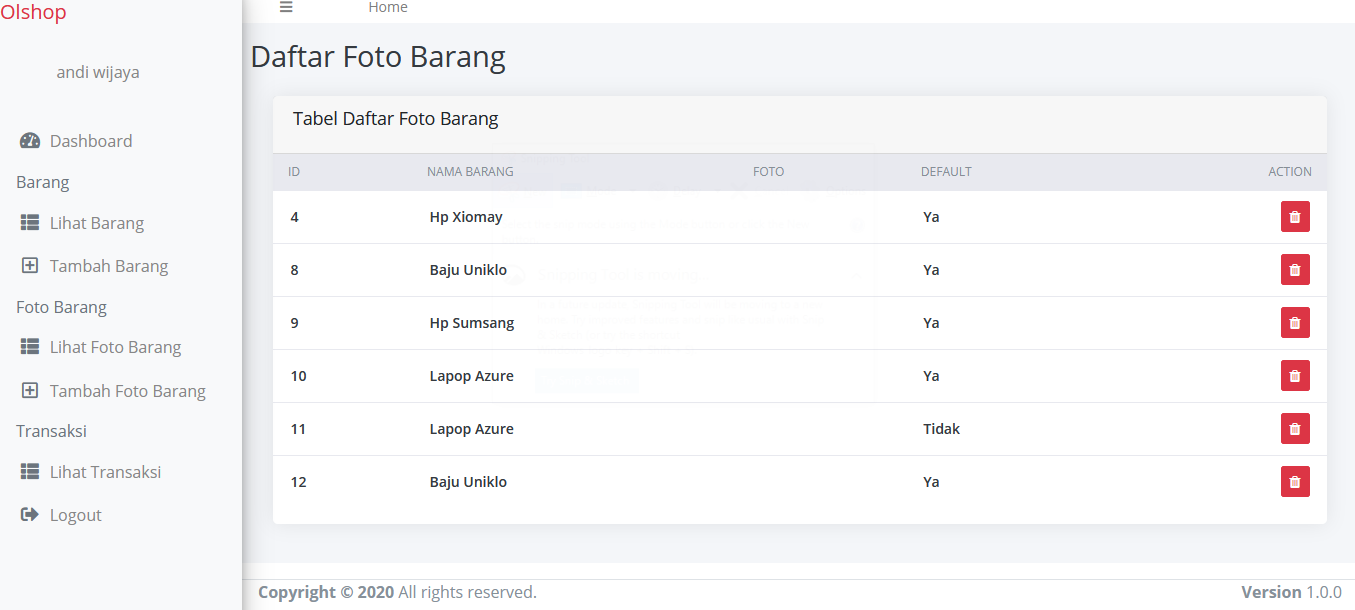 Olshop
andi wijaya
Dashboard
Barang
Lihat Barang
Tambah Barang
Foto Barang
Lihat Foto Barang
Tambah Foto Barang
Transaksi
Lihat Transaksi
Logout
Home
Daftar Foto Barang
Tabel Daftar Foto Barang
ID NAMA BARANG FOTO DEFAULT ACTION
4 Hp Xiomay Ya
8 Baju Uniklo Ya
9 Hp Sumsang Ya
10 Lapop Azure Ya
11 Lapop Azure Tidak
12 Baju Uniklo Ya
Copyright © 2020 All rights reserved.
Version 1.0.0